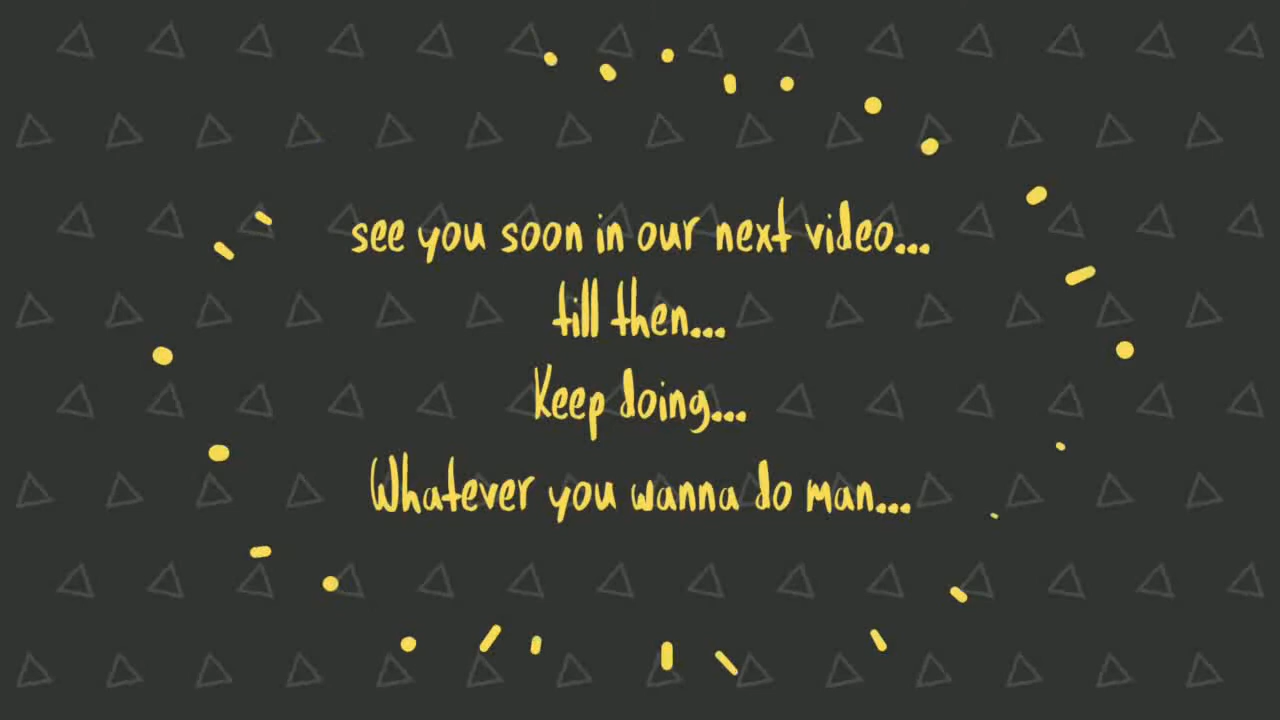 see you soon in our next video...
till then...
Keep doing...
Whatever you wanna do man...